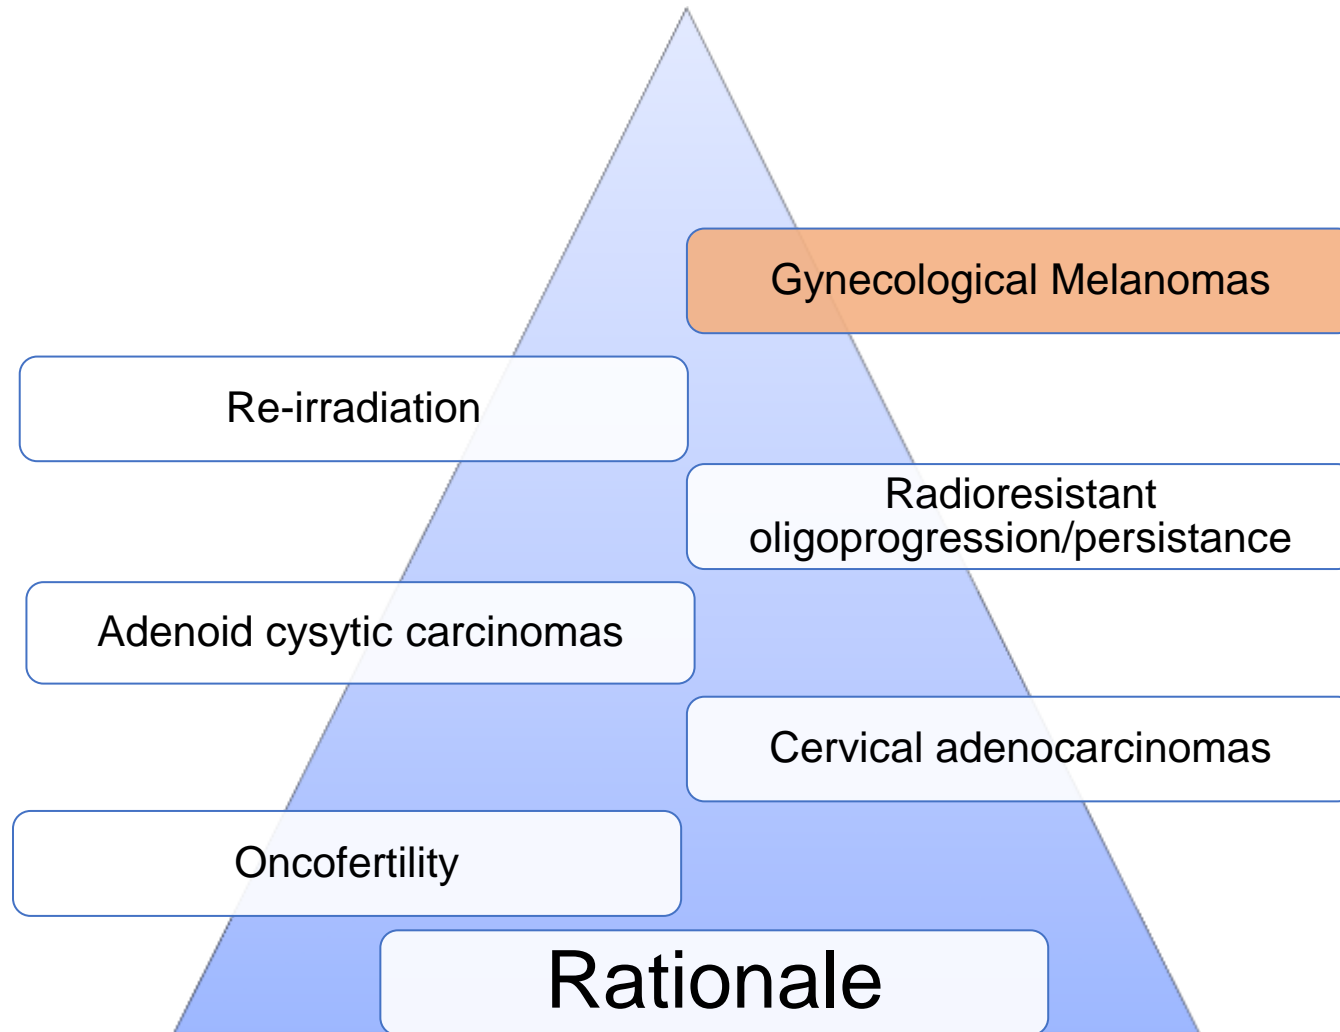 Gynecological Melanomas
Re-irradiation
Radioresistant
oligoprogression/persistance
Adenoid cysytic carcinomas
Cervical adenocarcinomas
Oncofertility
Rationale